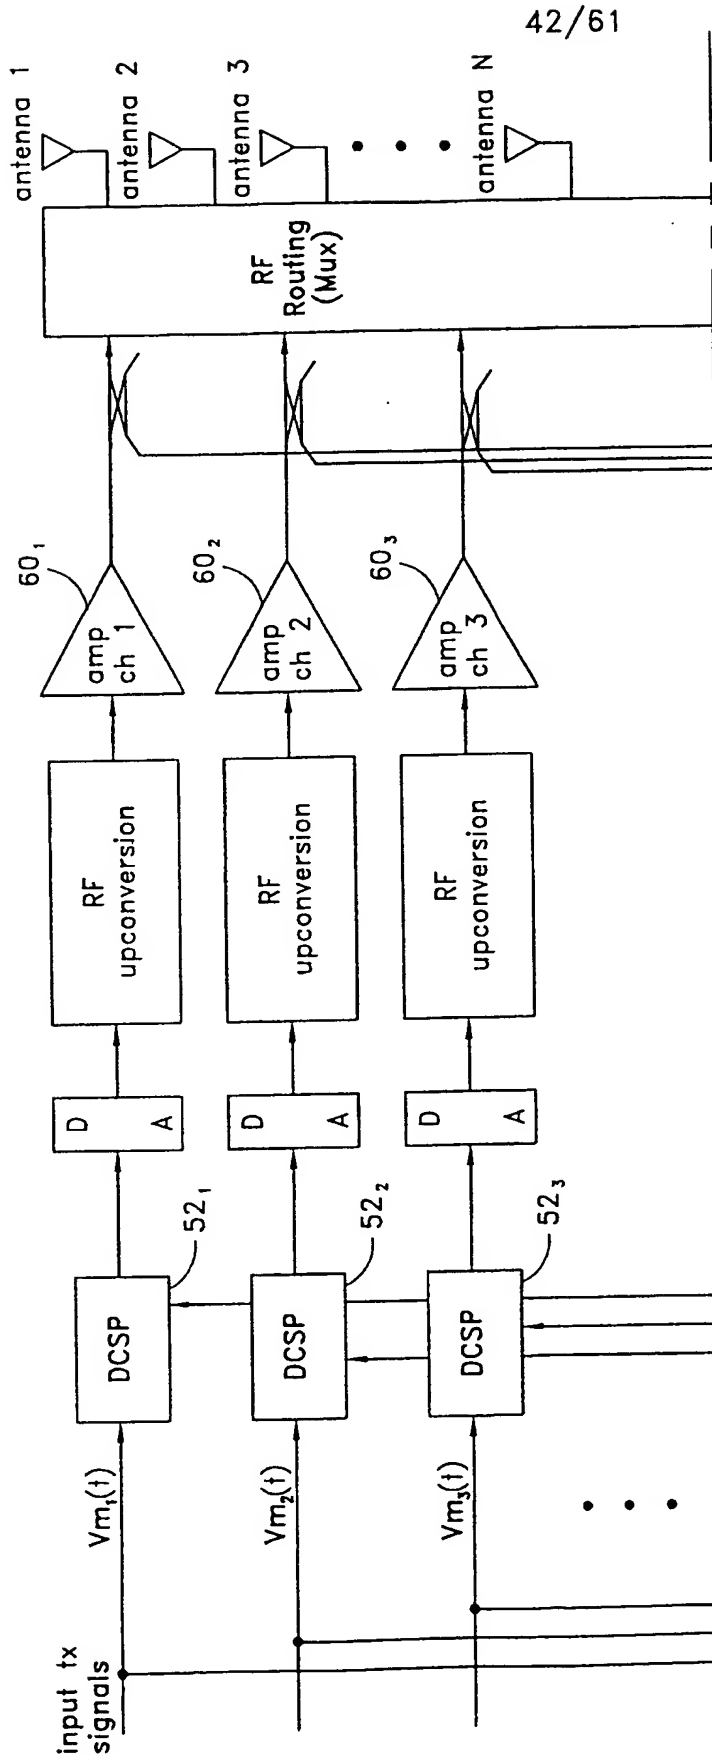 42/61
input tx
signals
Vm₁(t)
DCSP
52₁
D
A
RF
upconversion
amp
ch 1
60₁
Vm₂(t)
DCSP
52₂
D
A
RF
upconversion
amp
ch 2
60₂
Vm₃(t)
DCSP
52₃
D
A
RF
upconversion
amp
ch 3
60₃
RF
Routing
(Mux)
antenna 1
antenna 2
antenna 3
antenna N